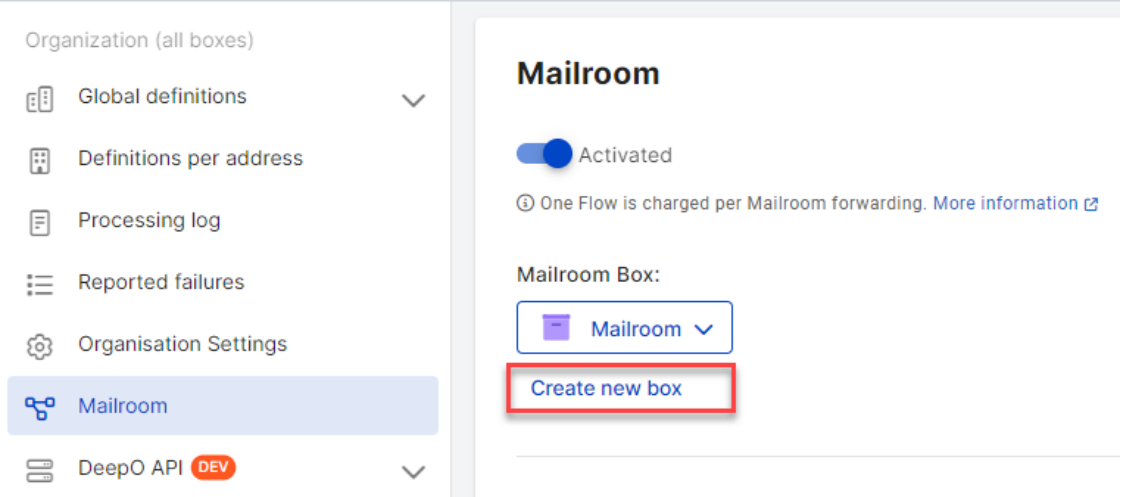 Organization (all boxes)
Global definitions
Definitions per address
Processing log
Reported failures
Organisation Settings
Mailroom
DeepO API DEV
Mailroom
Activated
One Flow is charged per Mailroom forwarding. More information
Mailroom Box:
Mailroom
Create new box